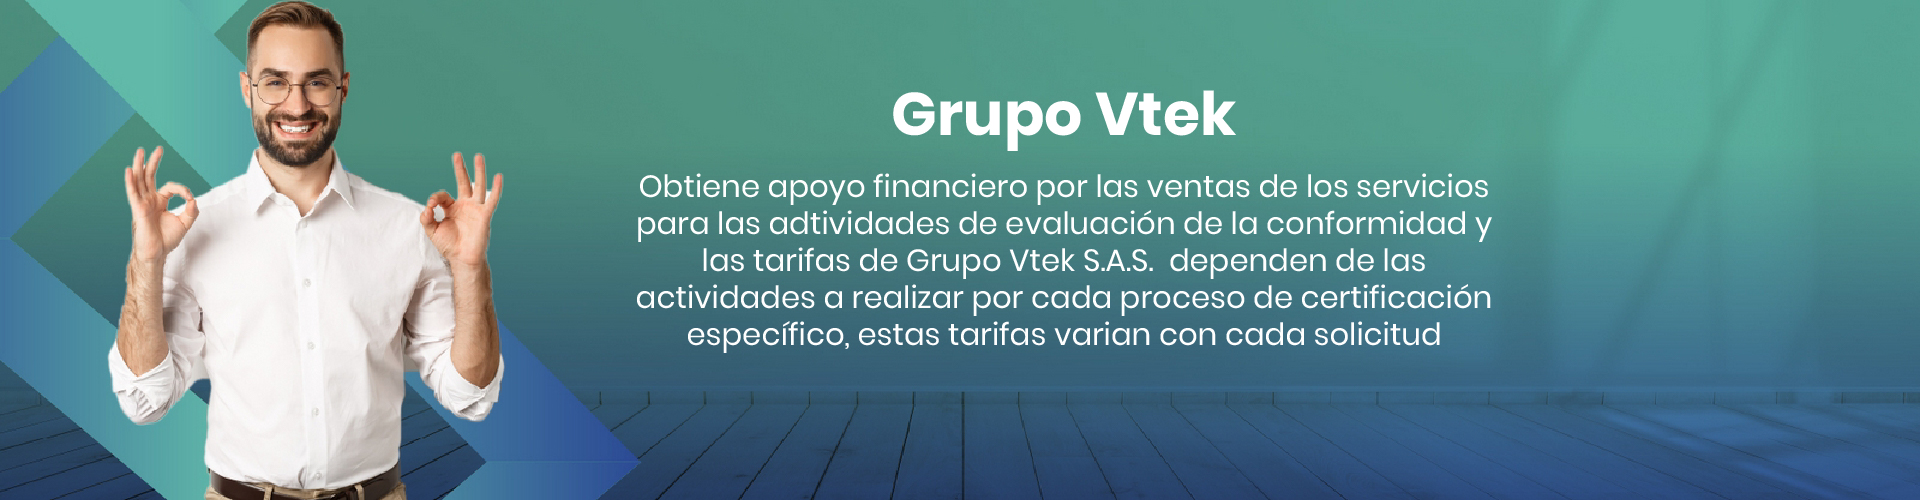 Grupo Vtek
Obtiene apoyo financiero por las ventas de los servicios
para las adtividades de evaluación de la conformidad y
las tarifas de Grupo Vtek S.A.S.  dependen de las
actividades a realizar por cada proceso de certificación
específico, estas tarifas varian con cada solicitud